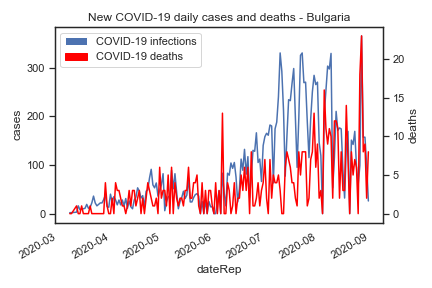 New COVID-19 daily cases and deaths - Bulgaria
COVID-19 infections
COVID-19 deaths
300
200
100
0
cases
20
15
10
5
0
deaths
2020-03
2020-04
2020-05
2020-06
2020-07
2020-08
2020-09
dateRep